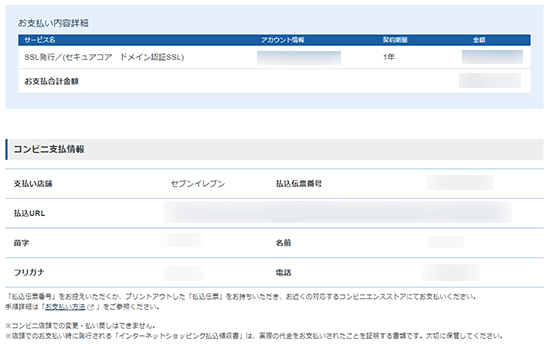 お支払い内容詳細
サービス名 アカウント情報 契約期間 金額
SSL発行／(セキュアコア　ドメイン認証SSL) 1年
お支払合計金額
コンビニ支払情報
支払い店舗 セブンイレブン 払込伝票番号
払込URL
苗字 名前
フリガナ 電話
「払込伝票番号」をお控えいただくか、プリントアウトした「払込伝票」をお持ちいただき、お近くの対応するコンビニエンスストアにてお支払いください。
手順詳細は「お支払い方法」をご参照ください。
※コンビニ店頭での変更・払い戻しはできません。
※店頭でのお支払い時に発行される「インターネットショッピング払込領収書」は、実際の代金をお支払いされたことを証明する書類です。大切に保管してください。